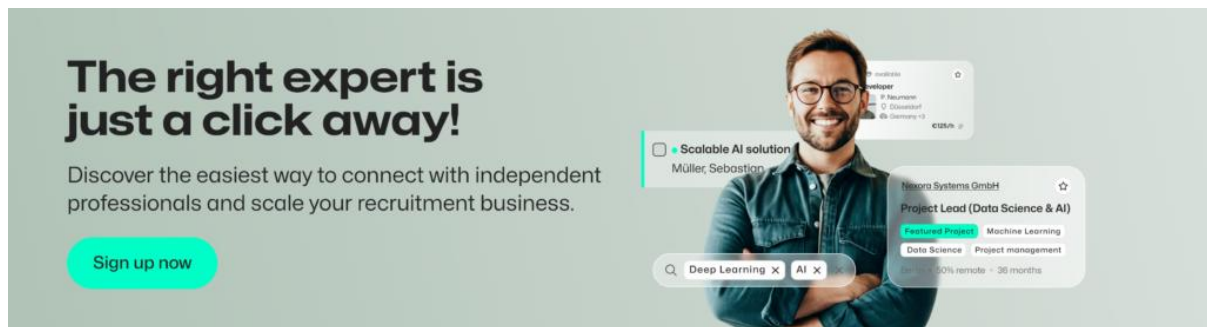 The right expert is
just a click away!
Discover the easiest way to connect with independent
professionals and scale your recruitment business.
Sign up now
available
P. Neumann
Düsseldorf
Germany +3
€125/h
Scalable AI solution
Müller, Sebastian
Nexora Systems GmbH
Project Lead (Data Science & AI)
Featured Project Machine Learning
Data Science Project management
50% remote • 36 months
Deep Learning × AI ×